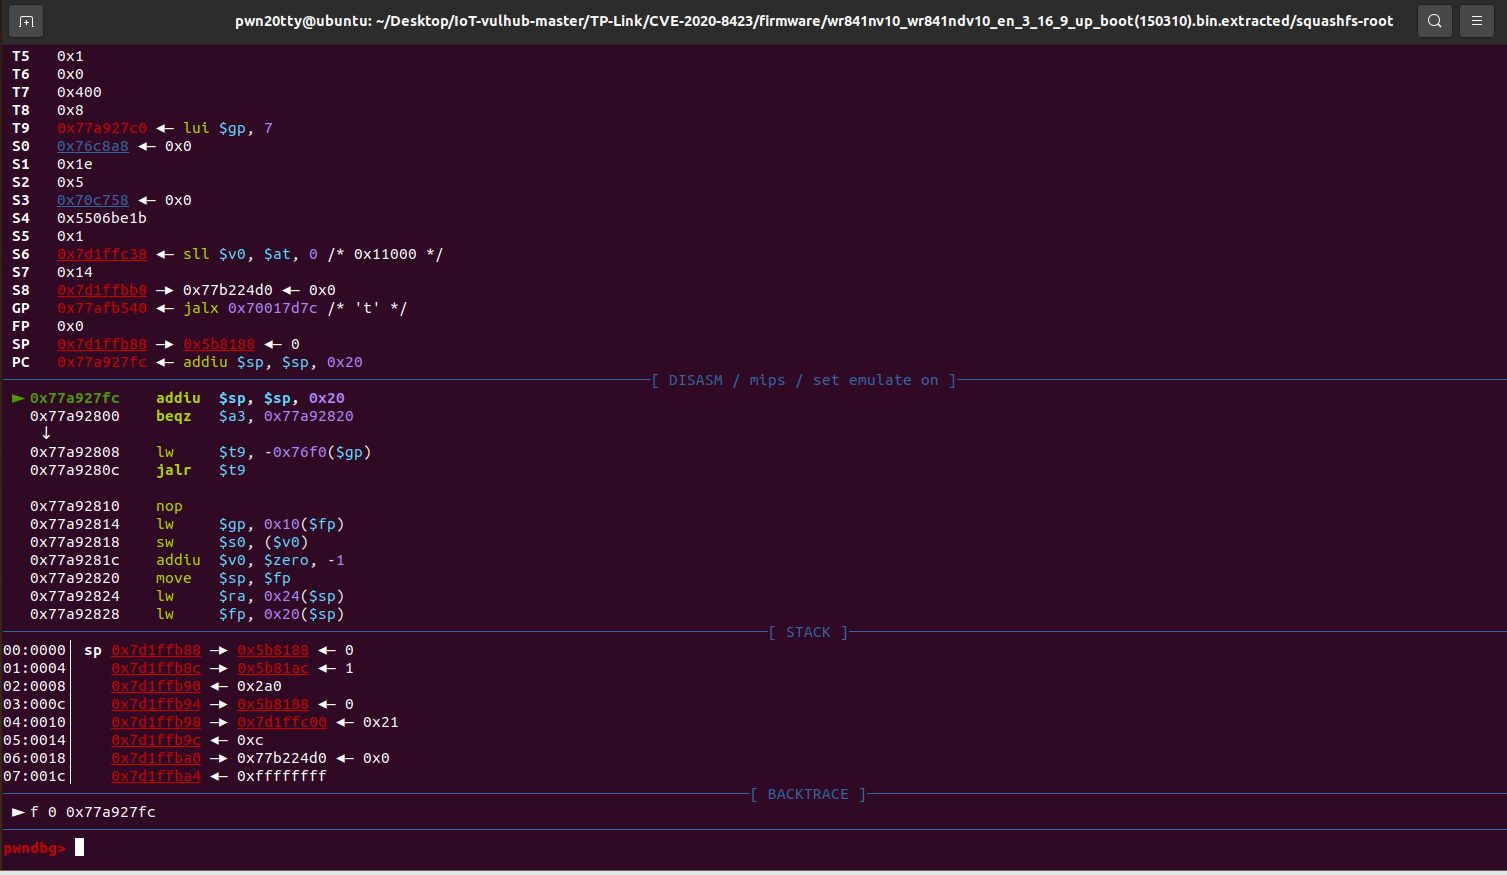 pwn20tty@ubuntu: ~/Desktop/IoT-vulhub-master/TP-Link/CVE-2020-8423/firmware/wr841nv10_wr841ndv10_en_3_16_9_up_boot(150310).bin.extracted/squashfs-root
T5 0x1
T6 0x0
T7 0x400
T8 0x8
T9 0x77a927c0 ◂— lui $gp, 7
S0 0x76c8a8 ◂— 0x0
S1 0x1e
S2 0x5
S3 0x70c758 ◂— 0x0
S4 0x5506be1b
S5 0x1
S6 0x7d1ffc38 ◂— sll $v0, $at, 0 /* 0x11000 */
S7 0x14
S8 0x7d1ffbb8 —▸ 0x77b224d0 ◂— 0x0
GP 0x77afb540 ◂— jalx 0x70017d7c /* 't' */
FP 0x0
SP 0x7d1ffb88 —▸ 0x5b8188 ◂— 0
PC 0x77a927fc ◂— addiu $sp, $sp, 0x20
[ DISASM / mips / set emulate on ]
► 0x77a927fc addiu $sp, $sp, 0x20
0x77a92800 beqz $a3, 0x77a92820
↓
0x77a92808 lw $t9, -0x76f0($gp)
0x77a9280c jalr $t9
0x77a92810 nop
0x77a92814 lw $gp, 0x10($fp)
0x77a92818 sw $s0, ($v0)
0x77a9281c addiu $v0, $zero, -1
0x77a92820 move $sp, $fp
0x77a92824 lw $ra, 0x24($sp)
0x77a92828 lw $fp, 0x20($sp)
[ STACK ]
00:0000│ sp 0x7d1ffb88 —▸ 0x5b8188 ◂— 0
01:0004│ 0x7d1ffb8c —▸ 0x5b81ac ◂— 1
02:0008│ 0x7d1ffb90 ◂— 0x2a0
03:000c│ 0x7d1ffb94 —▸ 0x5b8188 ◂— 0
04:0010│ 0x7d1ffb98 —▸ 0x7d1ffc00 ◂— 0x21
05:0014│ 0x7d1ffb9c ◂— 0xc
06:0018│ 0x7d1ffba0 —▸ 0x77b224d0 ◂— 0x0
07:001c│ 0x7d1ffba4 ◂— 0xffffffff
[ BACKTRACE ]
► f 0 0x77a927fc
pwndbg>